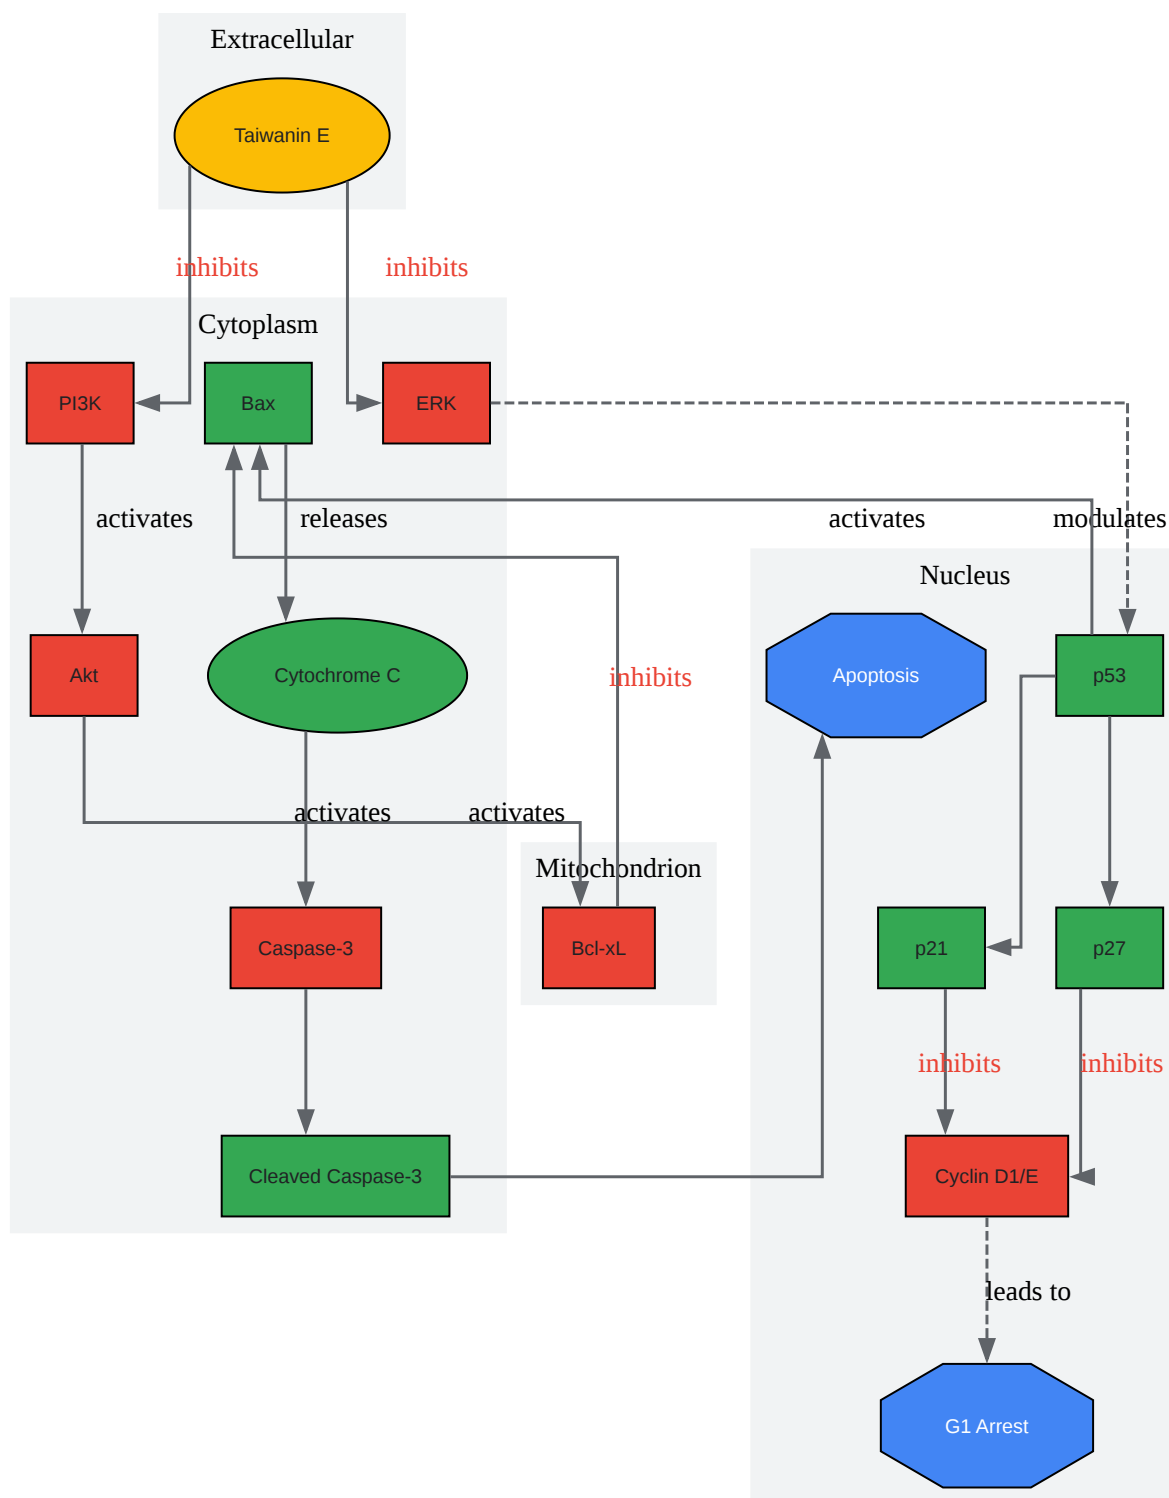 Extracellular
Taiwanin E
inhibits
inhibits
Cytoplasm
PI3K
Bax
ERK
activates
releases
activates
modulates
Nucleus
Akt
Cytochrome C
inhibits
Apoptosis
p53
activates
activates
Mitochondrion
Caspase-3
Bcl-xL
p21
p27
inhibits
inhibits
Cleaved Caspase-3
Cyclin D1/E
leads to
G1 Arrest